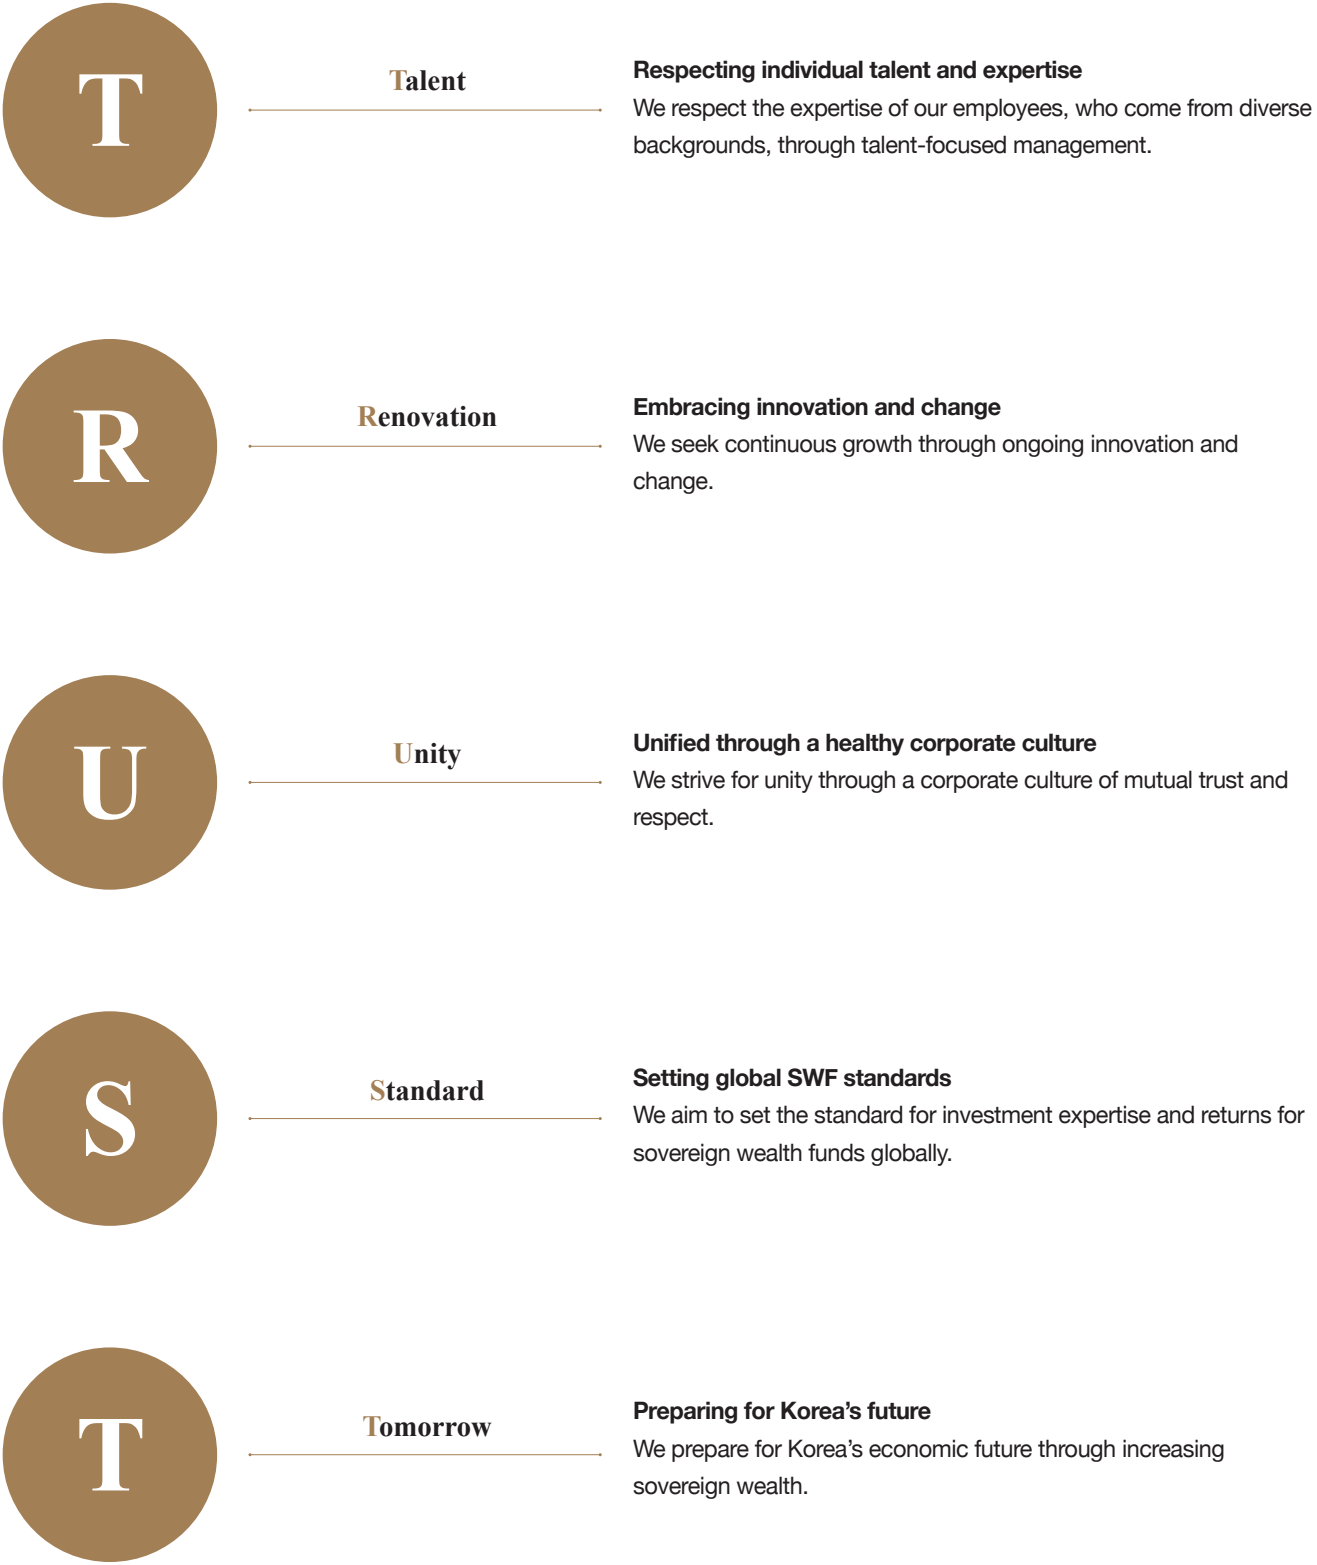 T
Talent
Respecting individual talent and expertise
We respect the expertise of our employees, who come from diverse
backgrounds, through talent-focused management.
R
Renovation
Embracing innovation and change
We seek continuous growth through ongoing innovation and
change.
U
Unity
Unified through a healthy corporate culture
We strive for unity through a corporate culture of mutual trust and
respect.
S
Standard
Setting global SWF standards
We aim to set the standard for investment expertise and returns for
sovereign wealth funds globally.
T
Tomorrow
Preparing for Korea’s future
We prepare for Korea’s economic future through increasing
sovereign wealth.